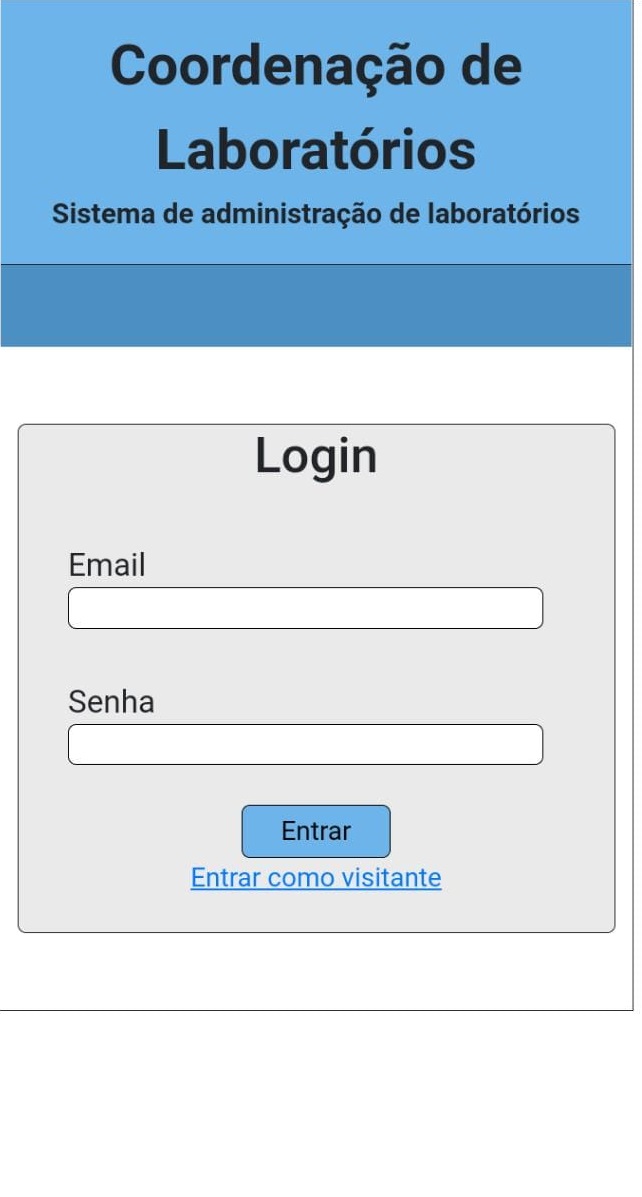 Coordenação de
Laboratórios
Sistema de administração de laboratórios
Login
Email
Senha
Entrar
Entrar como visitante